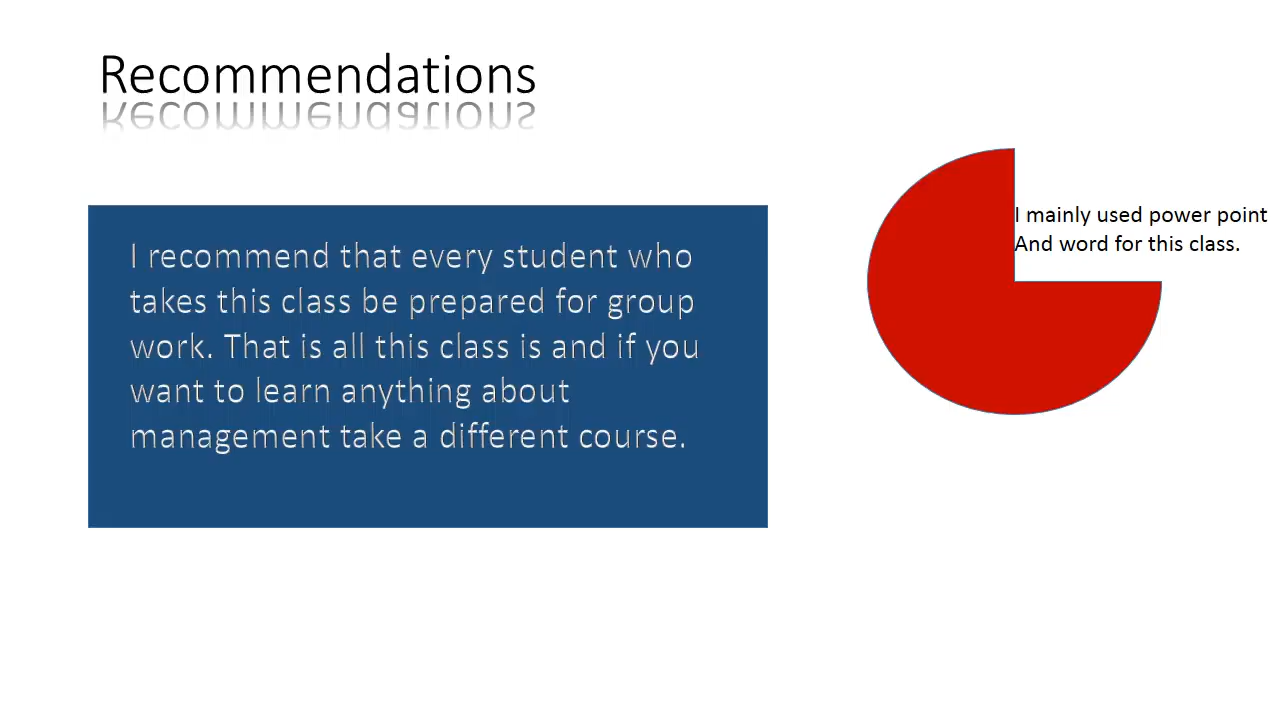 Recommendations
I recommend that every student who
takes this class be prepared for group
work. That is all this class is and if you
want to learn anything about
management take a different course.
I mainly used power point
And word for this class.